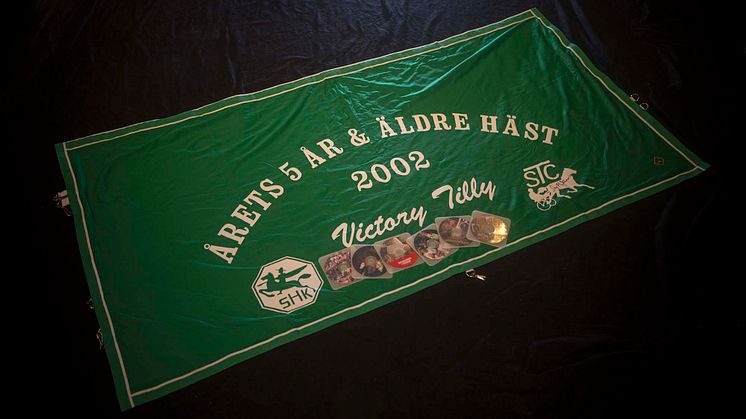 ÅRETS 5 ÅR & ÄLDRE HÄST
2002
Victory Tilly
STC
SHK